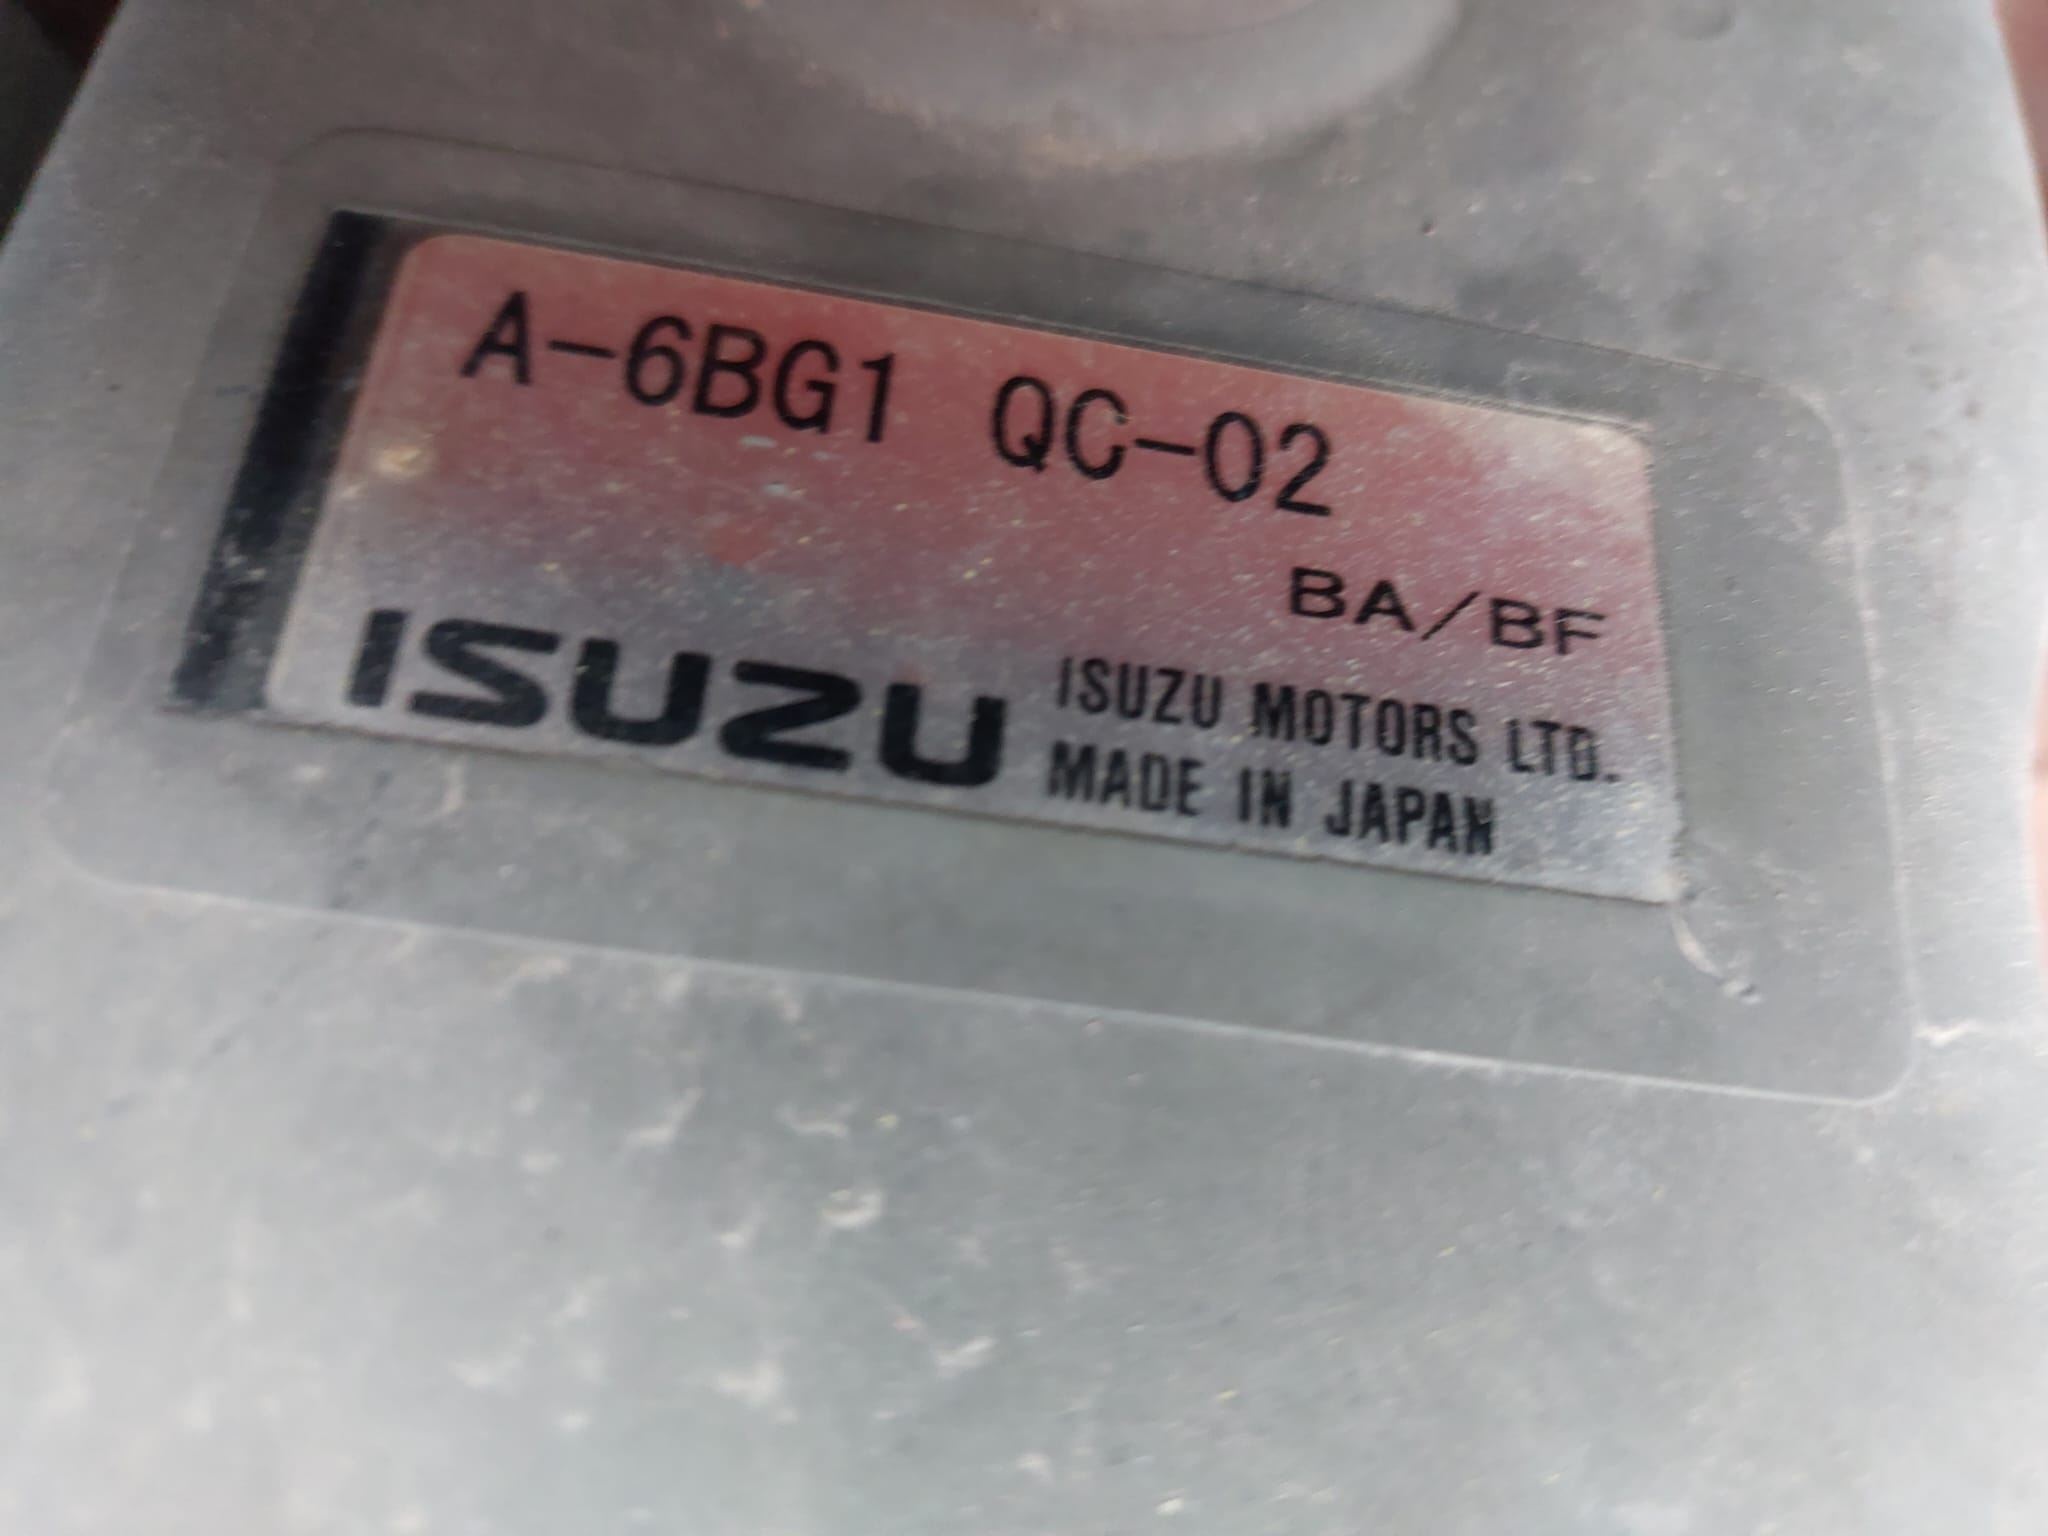 A-6BG1 QC-02
BA/BF
ISUZU
ISUZU MOTORS LTD.
MADE IN JAPAN